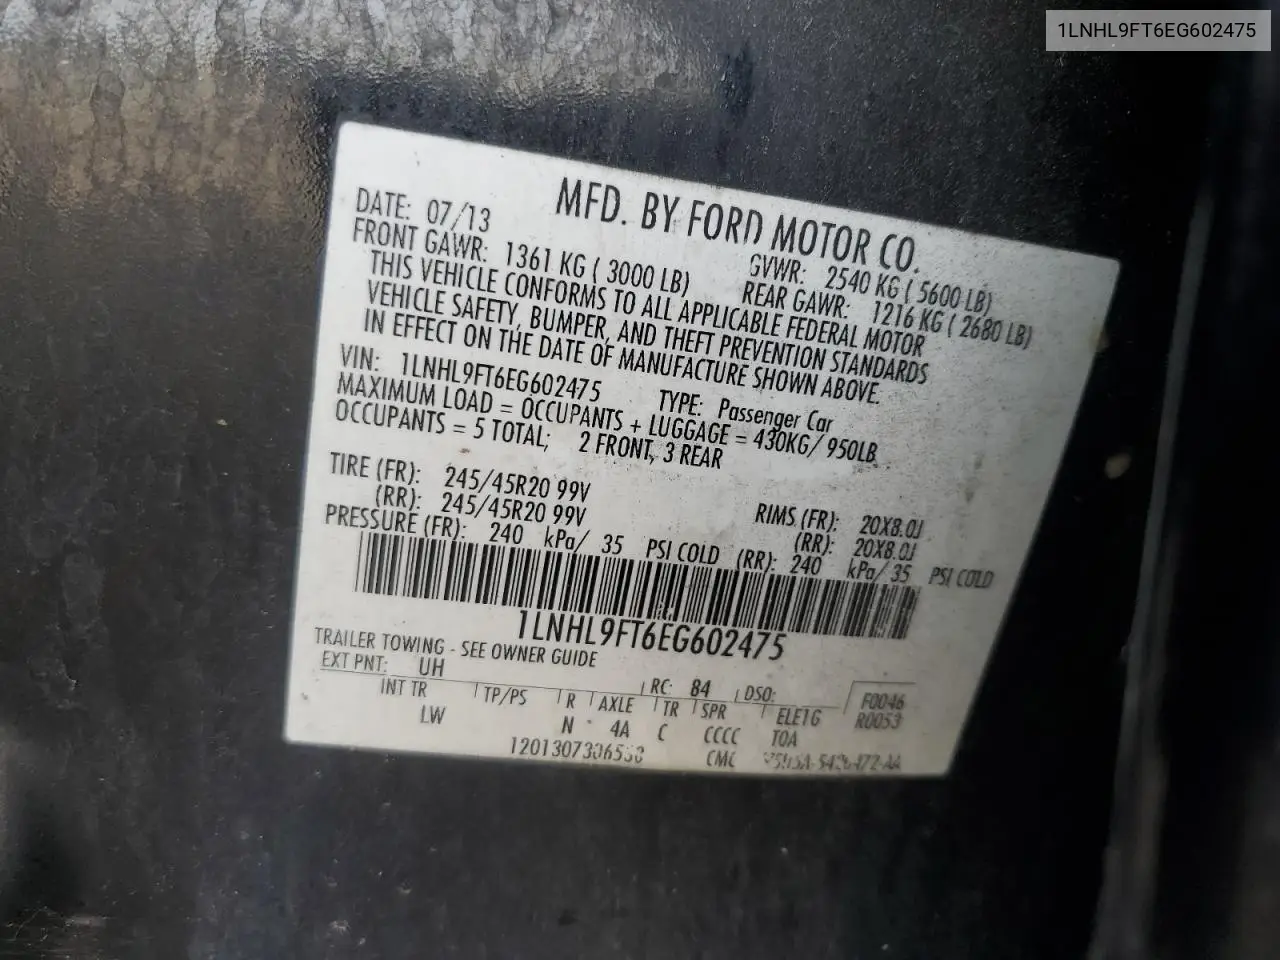 1LNHL9FT6EG602475
MFD. BY FORD MOTOR CO.
DATE: 07/13 GVWR: 2540 KG ( 5600 LB)
FRONT GAWR: 1361 KG ( 3000 LB) REAR GAWR: 1216 KG ( 2680 LB)
THIS VEHICLE CONFORMS TO ALL APPLICABLE FEDERAL MOTOR
VEHICLE SAFETY, BUMPER, AND THEFT PREVENTION STANDARDS
IN EFFECT ON THE DATE OF MANUFACTURE SHOWN ABOVE.
VIN: 1LNHL9FT6EG602475 TYPE: Passenger Car
MAXIMUM LOAD = OCCUPANTS + LUGGAGE = 430KG/ 950LB
OCCUPANTS = 5 TOTAL; 2 FRONT, 3 REAR
TIRE (FR): 245/45R20 99V RIMS (FR): 20X8.0J
(RR): 245/45R20 99V (RR): 20X8.0J
PRESSURE (FR): 240 kPa/ 35 PSI COLD (RR): 240 kPa/ 35 PSI COLD
1LNHL9FT6EG602475
TRAILER TOWING - SEE OWNER GUIDE
EXT PNT: UH RC: 84 DSO: F0046
INT TR TP/PS R AXLE TR SPR ELE1G R0053
LW N 4A C CCCC TOA
CMC